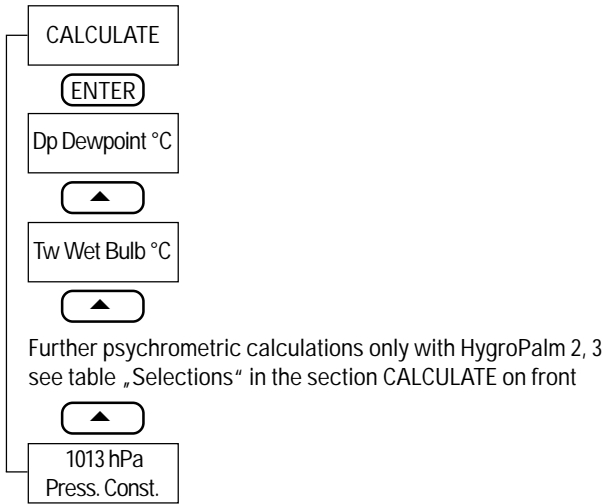 CALCULATE
ENTER
Dp Dewpoint °C
Tw Wet Bulb °C
Further psychrometric calculations only with HygroPalm 2, 3
see table „Selections“ in the section CALCULATE on front
1013 hPa
Press. Const.